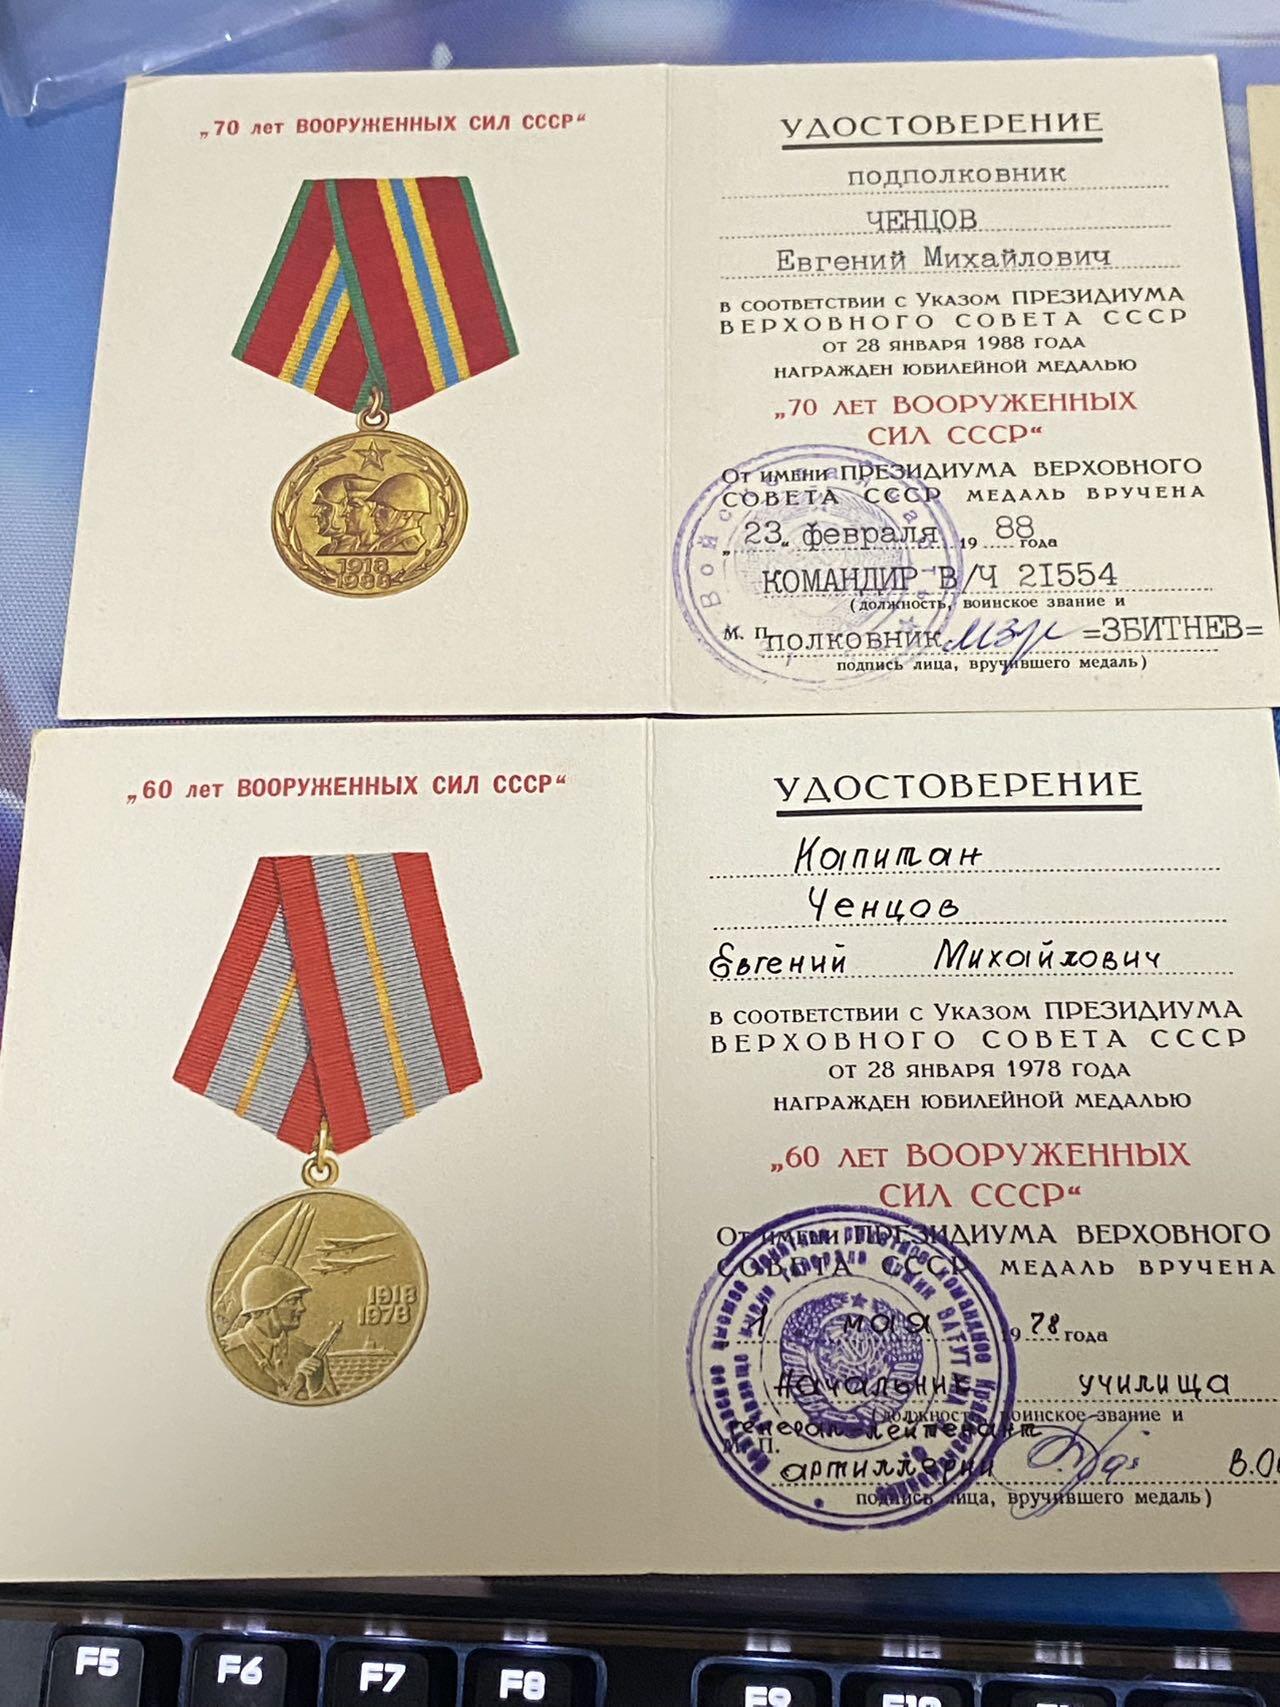 „70 лет ВООРУЖЕННЫХ СИЛ СССР“
1918
1988
УДОСТОВЕРЕНИЕ
ПОДПОЛКОВНИК
ЧЕНЦОВ
Евгений Михайлович
В СООТВЕТСТВИИ С УКАЗОМ ПРЕЗИДИУМА
ВЕРХОВНОГО СОВЕТА СССР
ОТ 28 ЯНВАРЯ 1988 ГОДА
НАГРАЖДЕН ЮБИЛЕЙНОЙ МЕДАЛЬЮ
„70 ЛЕТ ВООРУЖЕННЫХ
СИЛ СССР“
ОТ ИМЕНИ ПРЕЗИДИУМА ВЕРХОВНОГО
СОВЕТА СССР МЕДАЛЬ ВРУЧЕНА
„23“ февраля 19 88 года
КОМАНДИР В/Ч 21554
(должность, воинское звание и
М. П. ПОЛКОВНИК =ЗБИТНЕВ=
подпись лица, вручившего медаль)
„60 лет ВООРУЖЕННЫХ СИЛ СССР“
1918
1978
УДОСТОВЕРЕНИЕ
Капитан
Ченцов
Евгений Михайлович
В СООТВЕТСТВИИ С УКАЗОМ ПРЕЗИДИУМА
ВЕРХОВНОГО СОВЕТА СССР
ОТ 28 ЯНВАРЯ 1978 ГОДА
НАГРАЖДЕН ЮБИЛЕЙНОЙ МЕДАЛЬЮ
„60 ЛЕТ ВООРУЖЕННЫХ
СИЛ СССР“
ОТ ИМЕНИ ПРЕЗИДИУМА ВЕРХОВНОГО
СОВЕТА СССР МЕДАЛЬ ВРУЧЕНА
1 мая 1978 года
Начальник училища
(должность, воинское звание и
генерал-лейтенант
М. П.
артиллерии
подпись лица, вручившего медаль)
F5 F6 F7 F8 F9 F10